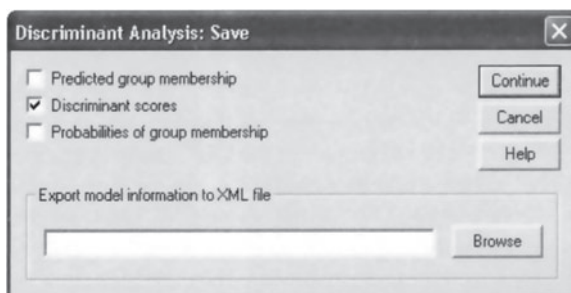 Discriminant Analysis: Save
Predicted group membership
Discriminant scores
Probabilities of group membership
Continue
Cancel
Help
Export model information to XML file
Browse